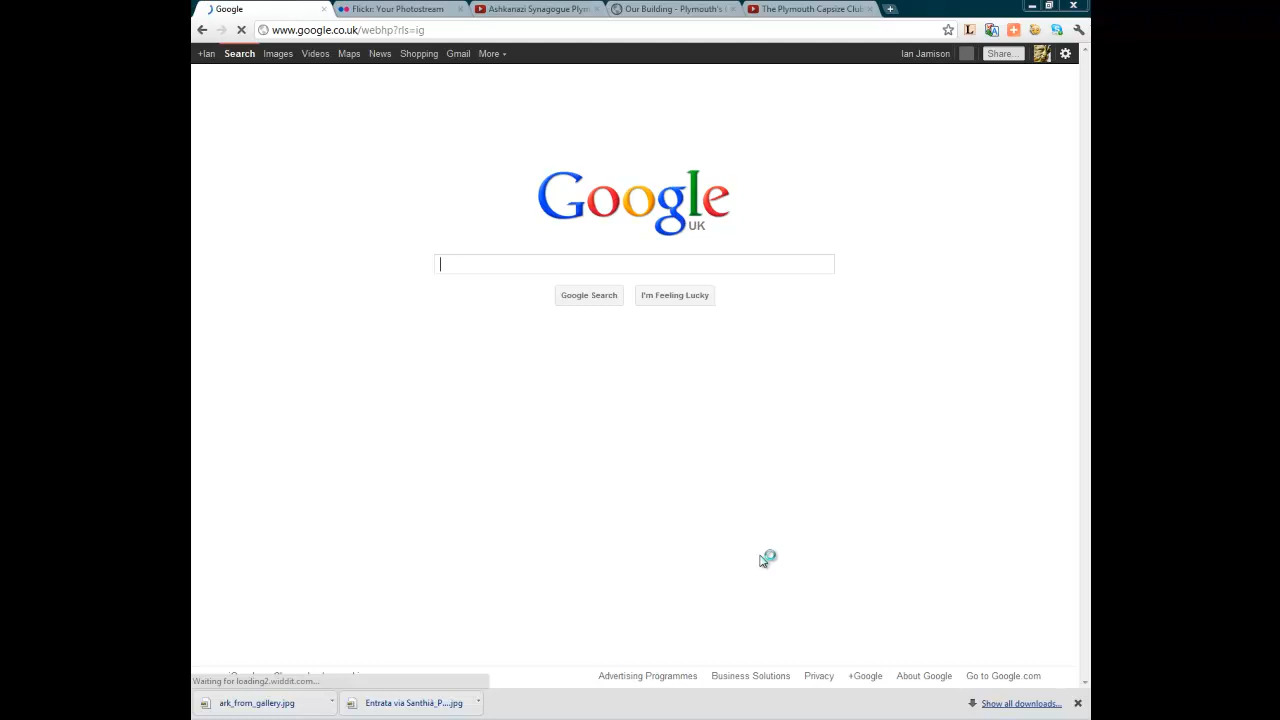 Google
Flickr: Your Photostream
Ashkanazi Synagogue Plym
Our Building - Plymouth's
The Plymouth Capsize Club
www.google.co.uk/webhp?rls=ig
+Ian Search Images Videos Maps News Shopping Gmail More
Ian Jamison Share...
Google
UK
Google Search I'm Feeling Lucky
Advertising Programmes Business Solutions Privacy +Google About Google Go to Google.com
Waiting for loading2.widdit.com...
ark_from_gallery.jpg Entrata via Santhià_P....jpg Show all downloads...